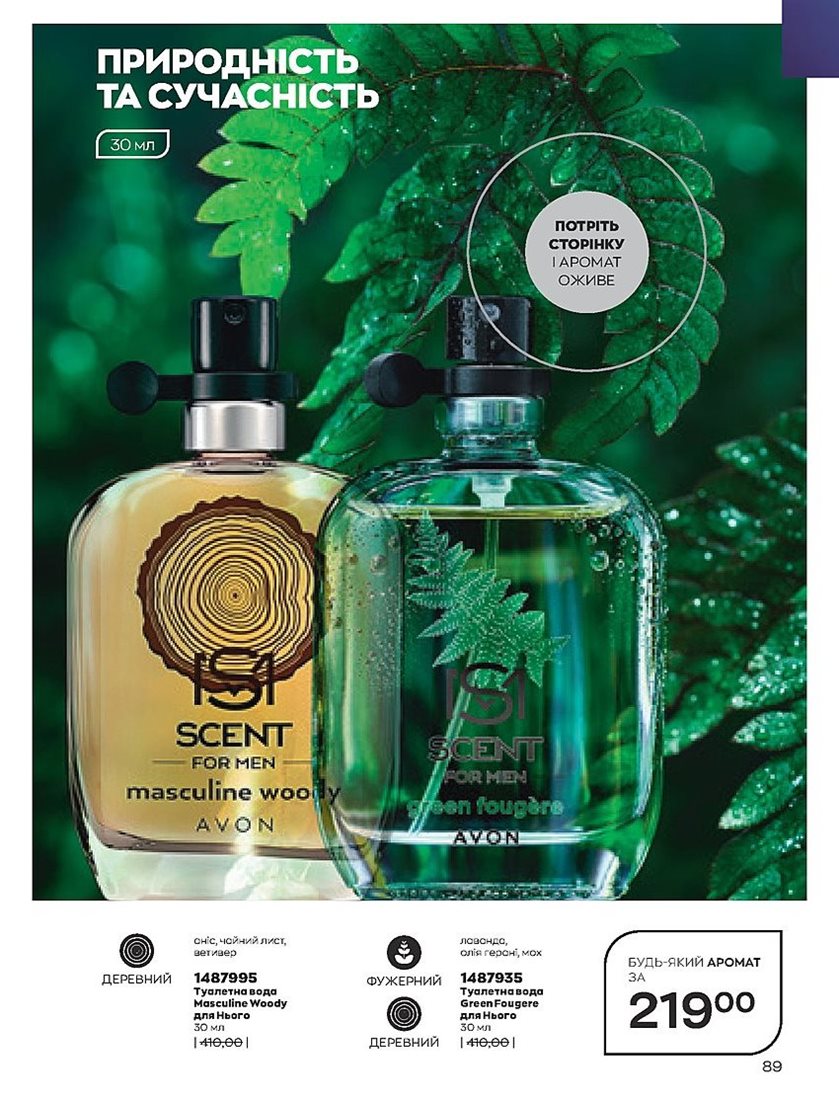 ПРИРОДНІСТЬ
ТА СУЧАСНІСТЬ
30 мл
ПОТРІТЬ
СТОРІНКУ
І АРОМАТ
ОЖИВЕ
SCENT
FOR MEN
masculine woody
AVON
SCENT
FOR MEN
green fougère
AVON
ДЕРЕВНИЙ
аніс, чайний лист,
ветивер
1487995
Туалетна вода
Masculine Woody
для Нього
30 мл
| 410,00 |
ФУЖЕРНИЙ
ДЕРЕВНИЙ
лаванда,
олія герані, мох
1487935
Туалетна вода
Green Fougere
для Нього
30 мл
| 410,00 |
БУДЬ-ЯКИЙ АРОМАТ
ЗА
219⁰⁰
89